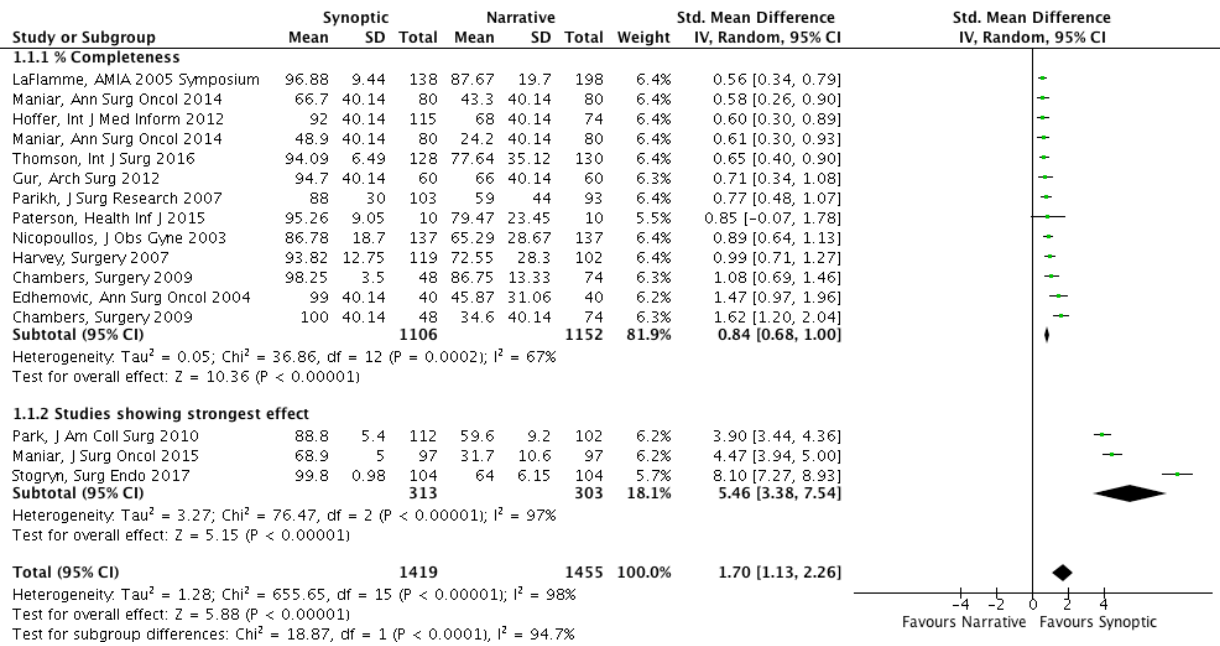 Synoptic Narrative Std. Mean Difference Std. Mean Difference
Study or Subgroup Mean SD Total Mean SD Total Weight IV, Random, 95% CI IV, Random, 95% CI
1.1.1 % Completeness
LaFlamme, AMIA 2005 Symposium 96.88 9.44 138 87.67 19.7 198 6.4% 0.56 [0.34, 0.79]
Maniar, Ann Surg Oncol 2014 66.7 40.14 80 43.3 40.14 80 6.4% 0.58 [0.26, 0.90]
Hoffer, Int J Med Inform 2012 92 40.14 115 68 40.14 74 6.4% 0.60 [0.30, 0.89]
Maniar, Ann Surg Oncol 2014 48.9 40.14 80 24.2 40.14 80 6.4% 0.61 [0.30, 0.93]
Thomson, Int J Surg 2016 94.09 6.49 128 77.64 35.12 130 6.4% 0.65 [0.40, 0.90]
Gur, Arch Surg 2012 94.7 40.14 60 66 40.14 60 6.3% 0.71 [0.34, 1.08]
Parikh, J Surg Research 2007 88 30 103 59 44 93 6.4% 0.77 [0.48, 1.07]
Paterson, Health Inf J 2015 95.26 9.05 10 79.47 23.45 10 5.5% 0.85 [-0.07, 1.78]
Nicopoullos, J Obs Gyne 2003 86.78 18.7 137 65.29 28.67 137 6.4% 0.89 [0.64, 1.13]
Harvey, Surgery 2007 93.82 12.75 119 72.55 28.3 102 6.4% 0.99 [0.71, 1.27]
Chambers, Surgery 2009 98.25 3.5 48 86.75 13.33 74 6.3% 1.08 [0.69, 1.46]
Edhemovic, Ann Surg Oncol 2004 99 40.14 40 45.87 31.06 40 6.2% 1.47 [0.97, 1.96]
Chambers, Surgery 2009 100 40.14 48 34.6 40.14 74 6.3% 1.62 [1.20, 2.04]
Subtotal (95% CI) 1106 1152 81.9% 0.84 [0.68, 1.00]
Heterogeneity: Tau² = 0.05; Chi² = 36.86, df = 12 (P = 0.0002); I² = 67%
Test for overall effect: Z = 10.36 (P < 0.00001)
1.1.2 Studies showing strongest effect
Park, J Am Coll Surg 2010 88.8 5.4 112 59.6 9.2 102 6.2% 3.90 [3.44, 4.36]
Maniar, J Surg Oncol 2015 68.9 5 97 31.7 10.6 97 6.2% 4.47 [3.94, 5.00]
Stogryn, Surg Endo 2017 99.8 0.98 104 64 6.15 104 5.7% 8.10 [7.27, 8.93]
Subtotal (95% CI) 313 303 18.1% 5.46 [3.38, 7.54]
Heterogeneity: Tau² = 3.27; Chi² = 76.47, df = 2 (P < 0.00001); I² = 97%
Test for overall effect: Z = 5.15 (P < 0.00001)
Total (95% CI) 1419 1455 100.0% 1.70 [1.13, 2.26]
Heterogeneity: Tau² = 1.28; Chi² = 655.65, df = 15 (P < 0.00001); I² = 98%
Test for overall effect: Z = 5.88 (P < 0.00001)
Test for subgroup differences: Chi² = 18.87, df = 1 (P < 0.0001), I² = 94.7%
-4 -2 0 2 4
Favours Narrative Favours Synoptic